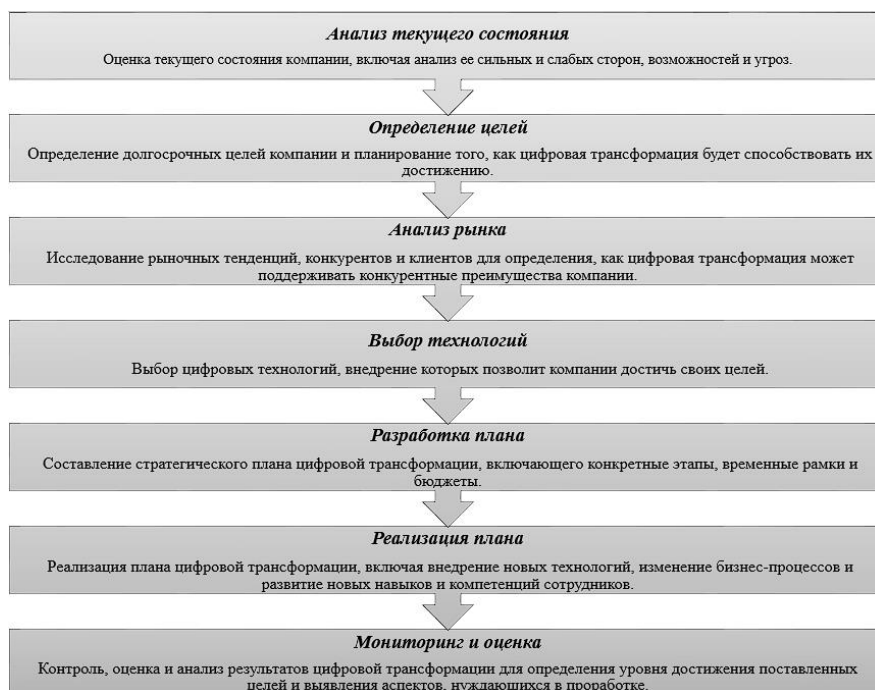 Анализ текущего состояния
Оценка текущего состояния компании, включая анализ ее сильных и слабых сторон, возможностей и угроз.
Определение целей
Определение долгосрочных целей компании и планирование того, как цифровая трансформация будет способствовать их
достижению.
Анализ рынка
Исследование рыночных тенденций, конкурентов и клиентов для определения, как цифровая трансформация может
поддерживать конкурентные преимущества компании.
Выбор технологий
Выбор цифровых технологий, внедрение которых позволит компании достичь своих целей.
Разработка плана
Составление стратегического плана цифровой трансформации, включающего конкретные этапы, временные рамки и
бюджеты.
Реализация плана
Реализация плана цифровой трансформации, включая внедрение новых технологий, изменение бизнес-процессов и
развитие новых навыков и компетенций сотрудников.
Мониторинг и оценка
Контроль, оценка и анализ результатов цифровой трансформации для определения уровня достижения поставленных
целей и выявления аспектов, нуждающихся в проработке.